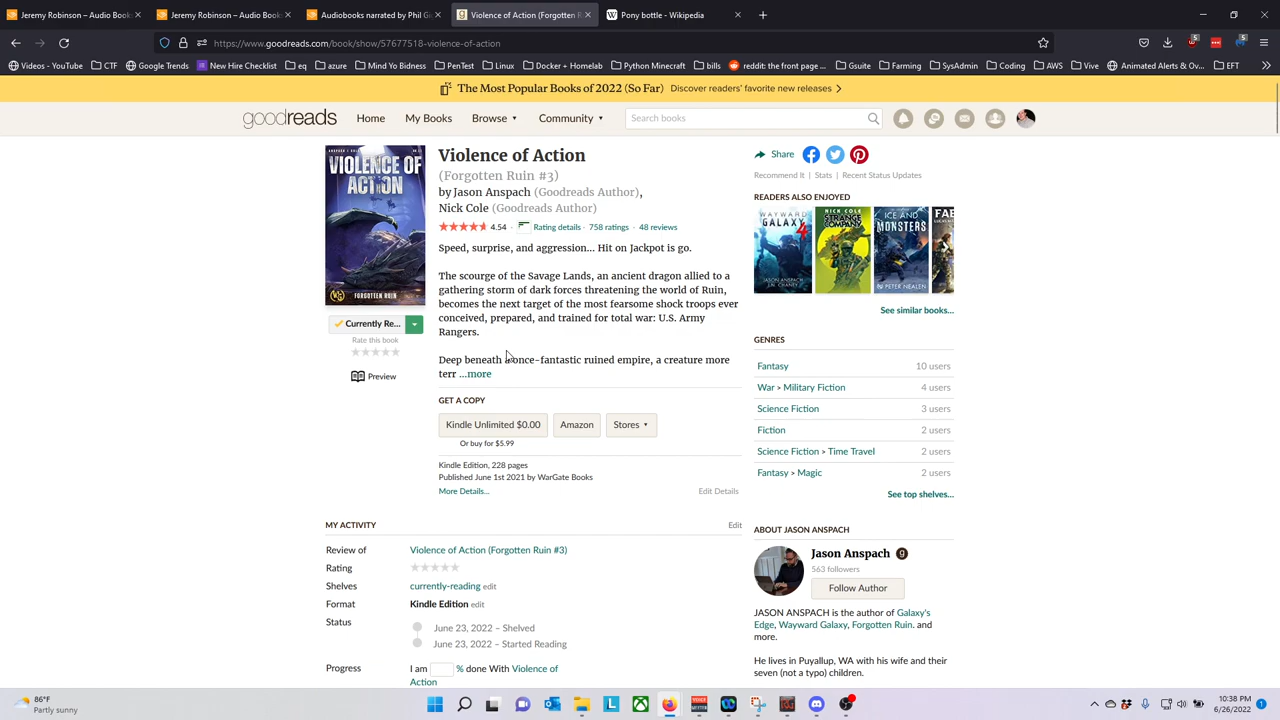 Jeremy Robinson - Books on Goo
Jeremy Robinson - Books on Goo
Violence of Action (Forgotten R
Pony tack - Wikipedia
https://www.goodreads.com/book/show/57677518-violence-of-action
Videos - YouTube
CTF
Google Trends
New Hire Checklist
eq
azure
Mind Yo Bidness
PenTest
Linux
Docker + Homelab
Python Minecraft
bills
reddit: the front page ...
Gsuite
Farming
SysAdmin
Coding
AWS
Vive
Animated Alerts & Ov...
EFT
The Most Popular Books of 2022 (So Far) Discover readers' favorite new releases
goodreads
Home
My Books
Browse
Community
Search books
VIOLENCE OF
ACTION
FORGOTTEN RUIN
Currently Re...
Rate this book
Preview
Violence of Action
(Forgotten Ruin #3)
by Jason Anspach (Goodreads Author),
Nick Cole (Goodreads Author)
4.54 · Rating details · 758 ratings · 48 reviews
Speed, surprise, and aggression... Hit on Jackpot is go.
The scourge of the Savage Lands, an ancient dragon allied to a
gathering storm of dark forces threatening the world of Ruin,
becomes the next target of the most fearsome shock troops ever
conceived, prepared, and trained for total war: U.S. Army
Rangers.
Deep beneath a once-fantastic ruined empire, a creature more
terr ...more
GET A COPY
Kindle Unlimited $0.00
Amazon
Stores
Or buy for $5.99
Kindle Edition, 228 pages
Published June 1st 2021 by WarGate Books
More Details...
Edit Details
MY ACTIVITY
Edit
Review of
Violence of Action (Forgotten Ruin #3)
Rating
Shelves
currently-reading edit
Format
Kindle Edition edit
Status
June 23, 2022 – Shelved
June 23, 2022 – Started Reading
Progress
I am
% done With Violence of
Action
Share
Recommend It | Stats | Recent Status Updates
READERS ALSO ENJOYED
WAYWARD
GALAXY
4
NICK COLE
STRANGE
COMPANY
ICE AND
MONSTERS
PETER NEALEN
See similar books...
GENRES
Fantasy
10 users
War > Military Fiction
4 users
Science Fiction
3 users
Fiction
2 users
Science Fiction > Time Travel
2 users
Fantasy > Magic
2 users
See top shelves...
ABOUT JASON ANSPACH
Jason Anspach
563 followers
Follow Author
JASON ANSPACH is the author of Galaxy's
Edge, Wayward Galaxy, Forgotten Ruin. and
more.
He lives in Puyallup, WA with his wife and their
seven (not a typo) children.
86°F
Partly sunny
10:38 PM
6/26/2022